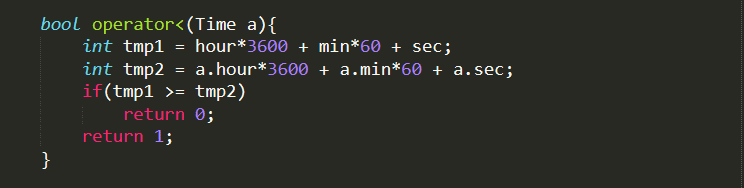 bool operator<(Time a){
int tmp1 = hour*3600 + min*60 + sec;
int tmp2 = a.hour*3600 + a.min*60 + a.sec;
if(tmp1 >= tmp2)
return 0;
return 1;
}